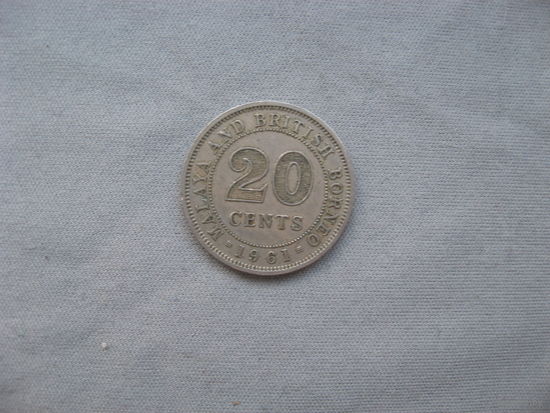 MALAYA AND BRITISH BORNEO
20
CENTS
1961